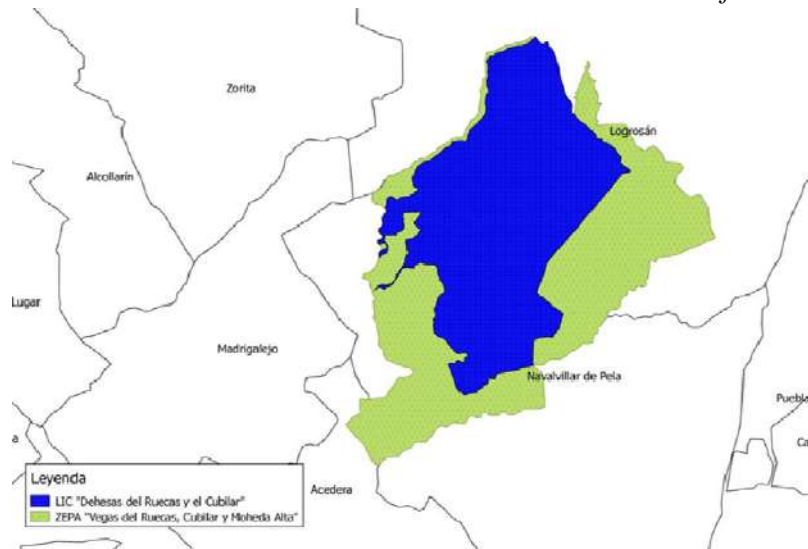 Zorita
Logrosán
Alcollarín
Lugar
Madrigalejo
Navalvillar de Pela
Puebla
a
Ca
Acedera
Leyenda
LIC "Dehesas del Ruecas y el Cubilar"
ZEPA "Vegas del Ruecas, Cubilar y Moheda Alta"